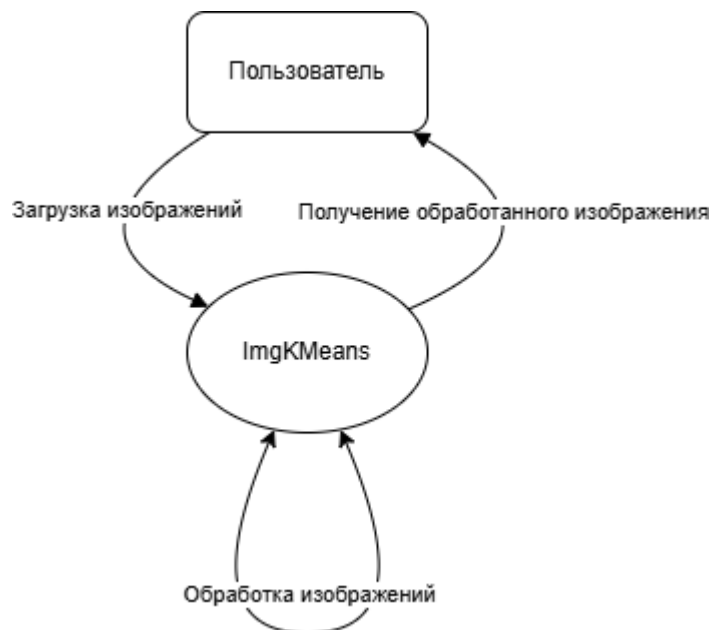 Пользователь
Загрузка изображений
Получение обработанного изображения
ImgKMeans
Обработка изображений